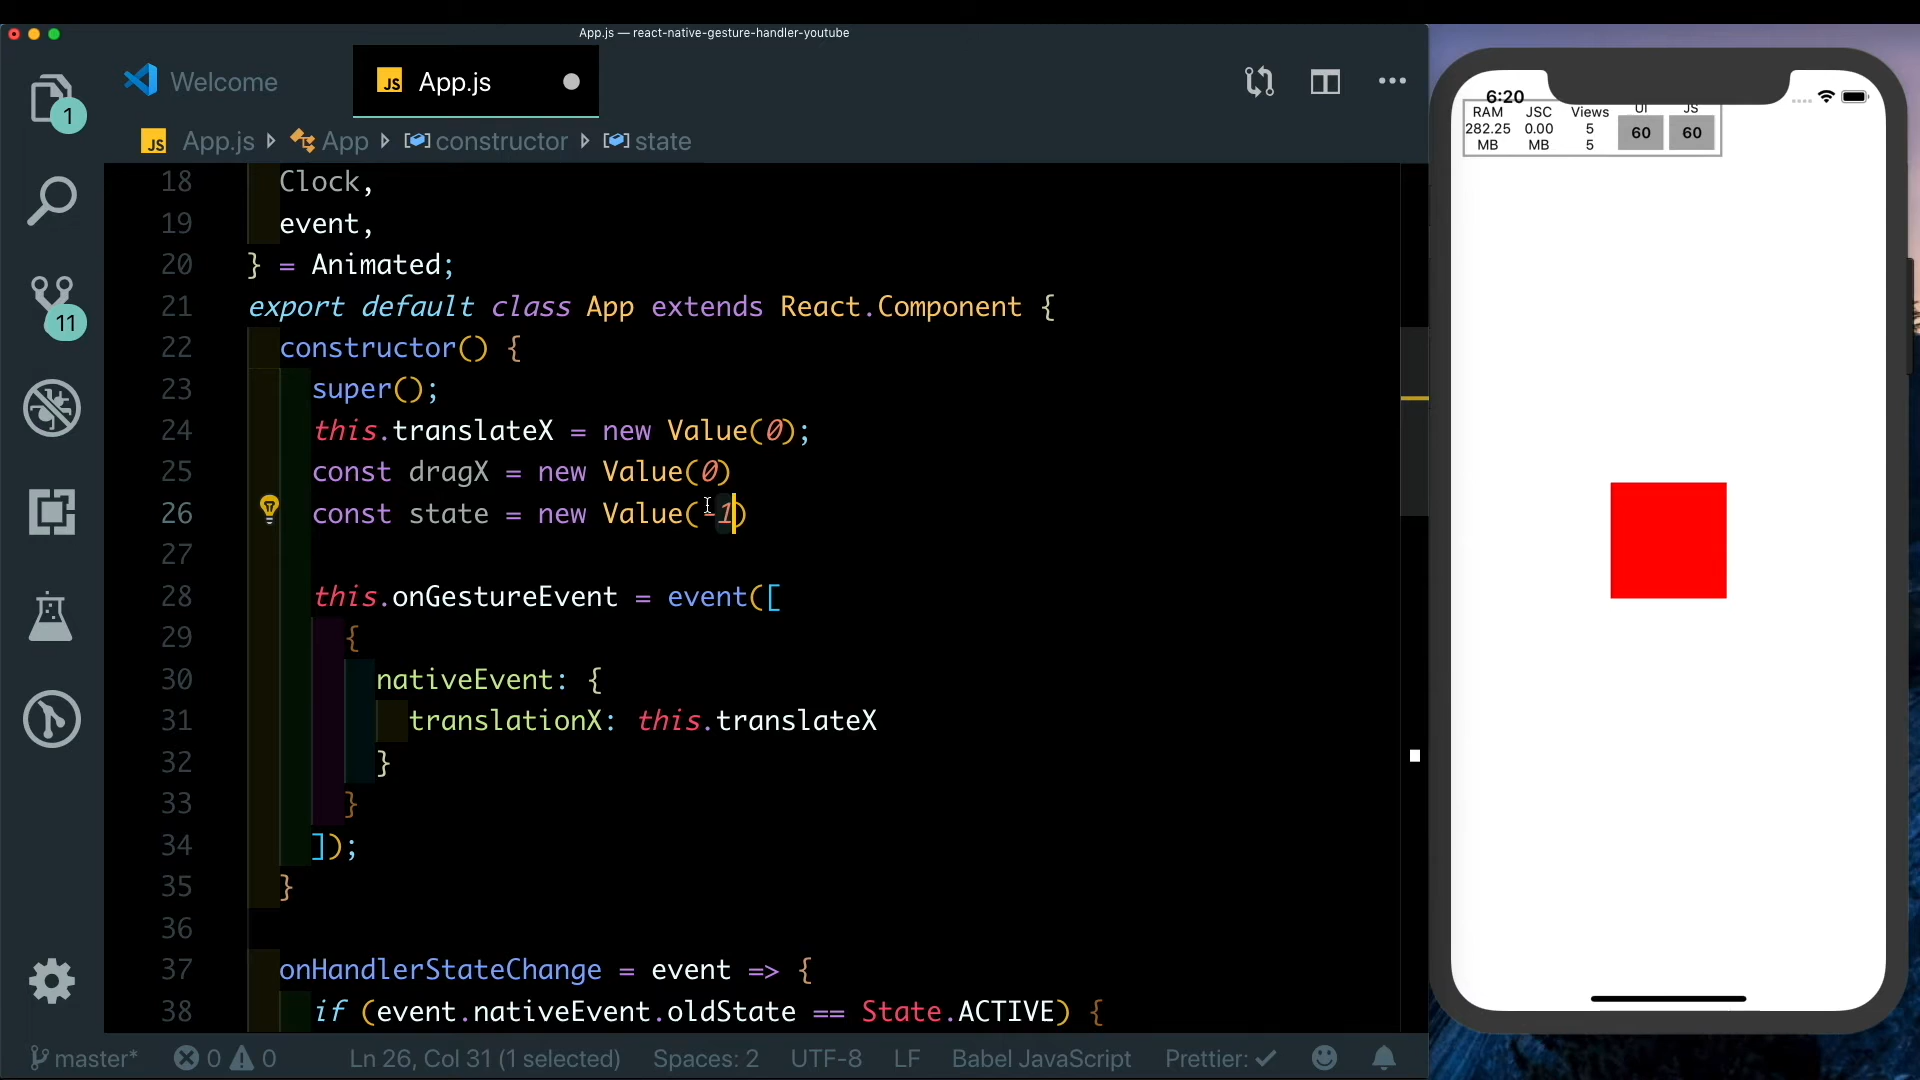 App.js — react-native-gesture-handler-youtube
1
Welcome
JS App.js
JS App.js App constructor state
18 Clock,
19 event,
20 } = Animated;
21 export default class App extends React.Component {
22 constructor() {
23 super();
24 this.translateX = new Value(0);
25 const dragX = new Value(0)
26 const state = new Value(-1)
27
28 this.onGestureEvent = event([
29 {
30 nativeEvent: {
31 translationX: this.translateX
32 }
33 }
34 ]);
35 }
36
37 onHandlerStateChange = event => {
38 if (event.nativeEvent.oldState == State.ACTIVE) {
11
master* 0 0 Ln 26, Col 31 (1 selected) Spaces: 2 UTF-8 LF Babel JavaScript Prettier:
6:20
RAM JSC Views UI JS
282.25 0.00 5 60 60
MB MB 5